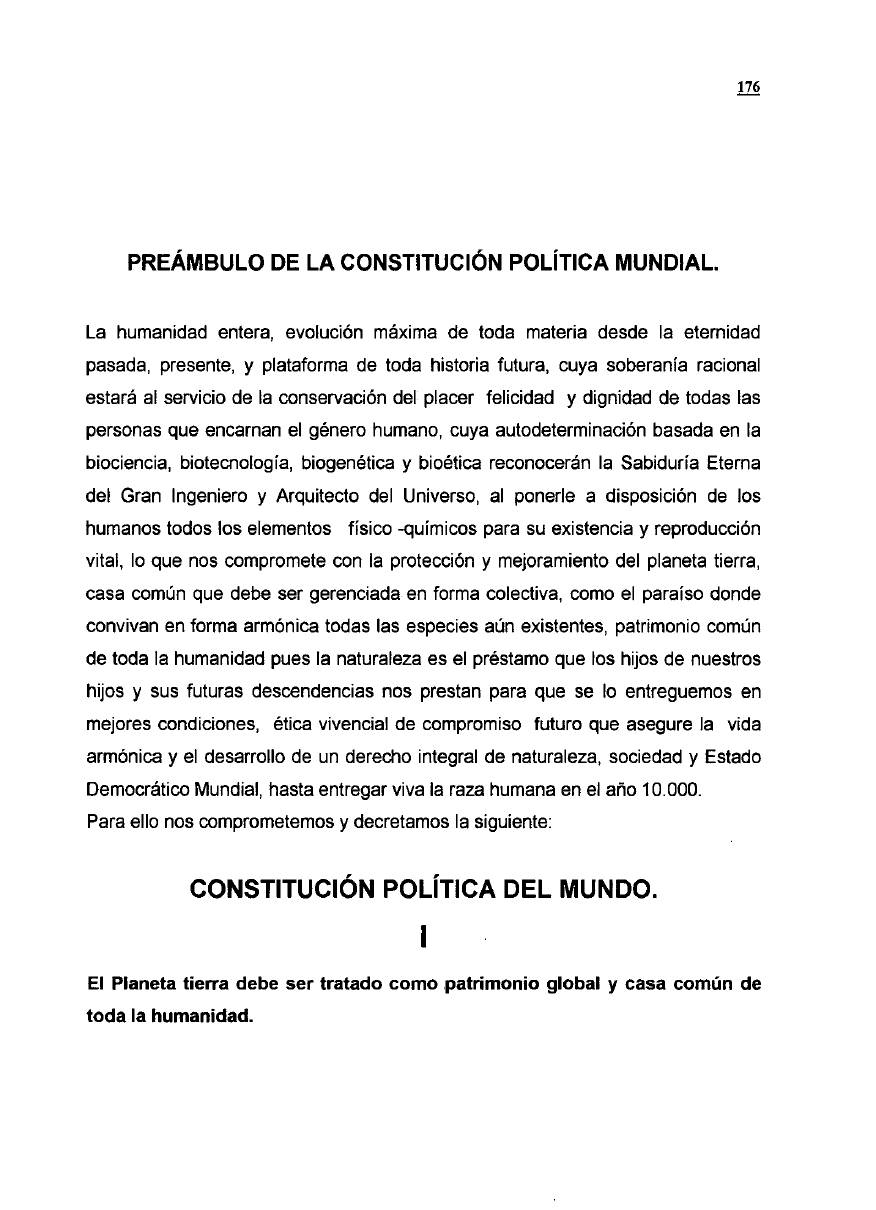 176
PREÁMBULO DE LA CONSTITUCIÓN POLÍTICA MUNDIAL.
La humanidad entera, evolución máxima de toda materia desde la eternidad
pasada, presente, y plataforma de toda historia futura, cuya soberanía racional
estará al servicio de la conservación del placer felicidad y dignidad de todas las
personas que encarnan el género humano, cuya autodeterminación basada en la
biociencia, biotecnología, biogenética y bioética reconocerán la Sabiduría Eterna
del Gran Ingeniero y Arquitecto del Universo, al ponerle a disposición de los
humanos todos los elementos físico -químicos para su existencia y reproducción
vital, lo que nos compromete con la protección y mejoramiento del planeta tierra,
casa común que debe ser gerenciada en forma colectiva, como el paraíso donde
convivan en forma armónica todas las especies aún existentes, patrimonio común
de toda la humanidad pues la naturaleza es el préstamo que los hijos de nuestros
hijos y sus futuras descendencias nos prestan para que se lo entreguemos en
mejores condiciones, ética vivencial de compromiso futuro que asegure la vida
armónica y el desarrollo de un derecho integral de naturaleza, sociedad y Estado
Democrático Mundial, hasta entregar viva la raza humana en el año 10.000.
Para ello nos comprometemos y decretamos la siguiente:
CONSTITUCIÓN POLÍTICA DEL MUNDO.
I
El Planeta tierra debe ser tratado como patrimonio global y casa común de
toda la humanidad.